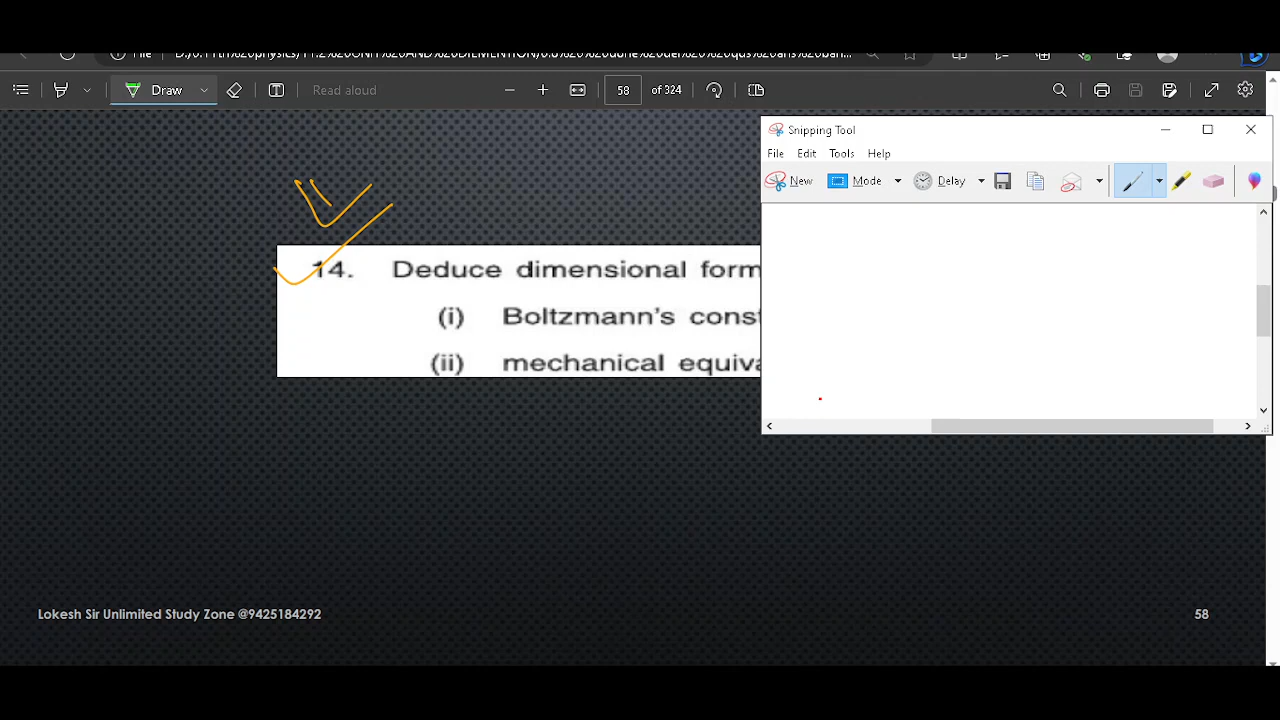 Draw
Read aloud
58 of 324
Snipping Tool
File Edit Tools Help
New Mode Delay
14. Deduce dimensional form
(i) Boltzmann's const
(ii) mechanical equiva
Lokesh Sir Unlimited Study Zone @9425184292
58